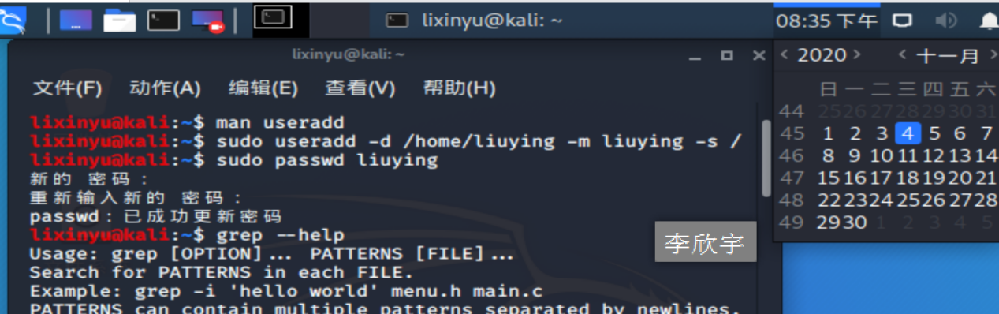 lixinyu@kali: ~
08:35 下午
lixinyu@kali: ~
文件(F) 动作(A) 编辑(E) 查看(V) 帮助(H)
lixinyu@kali:~$ man useradd
lixinyu@kali:~$ sudo useradd -d /home/liuying -m liuying -s /
lixinyu@kali:~$ sudo passwd liuying
新的 密码：
重新输入新的 密码：
passwd：已成功更新密码
lixinyu@kali:~$ grep --help
Usage: grep [OPTION]... PATTERNS [FILE]...
Search for PATTERNS in each FILE.
Example: grep -i 'hello world' menu.h main.c
PATTERNS can contain multiple patterns separated by newlines.
李欣宇
< 2020 > < 十一月 >
日 一 二 三 四 五 六
44 25 26 27 28 29 30 31
45 1 2 3 4 5 6 7
46 8 9 10 11 12 13 14
47 15 16 17 18 19 20 21
48 22 23 24 25 26 27 28
49 29 30 1 2 3 4 5